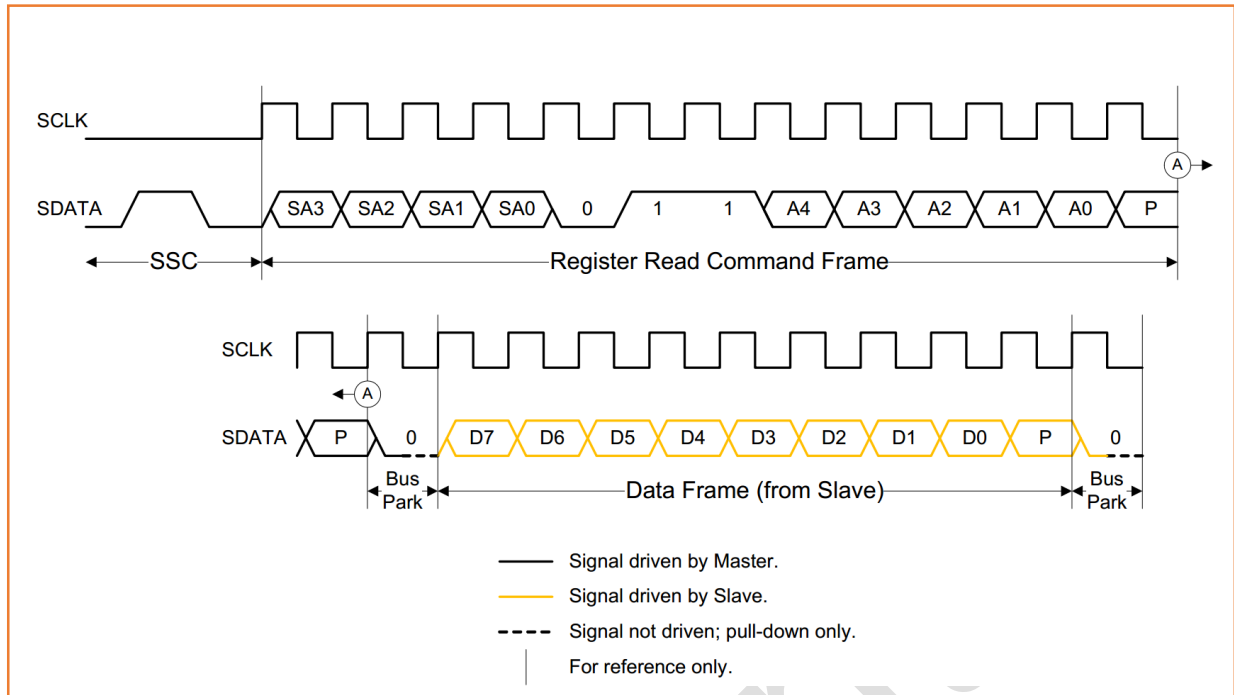 SCLK
A
SDATA SA3 SA2 SA1 SA0 0 1 1 A4 A3 A2 A1 A0 P
SSC Register Read Command Frame
SCLK
A
SDATA P 0 D7 D6 D5 D4 D3 D2 D1 D0 P 0
Bus Park Data Frame (from Slave) Bus Park
Signal driven by Master.
Signal driven by Slave.
Signal not driven; pull-down only.
For reference only.